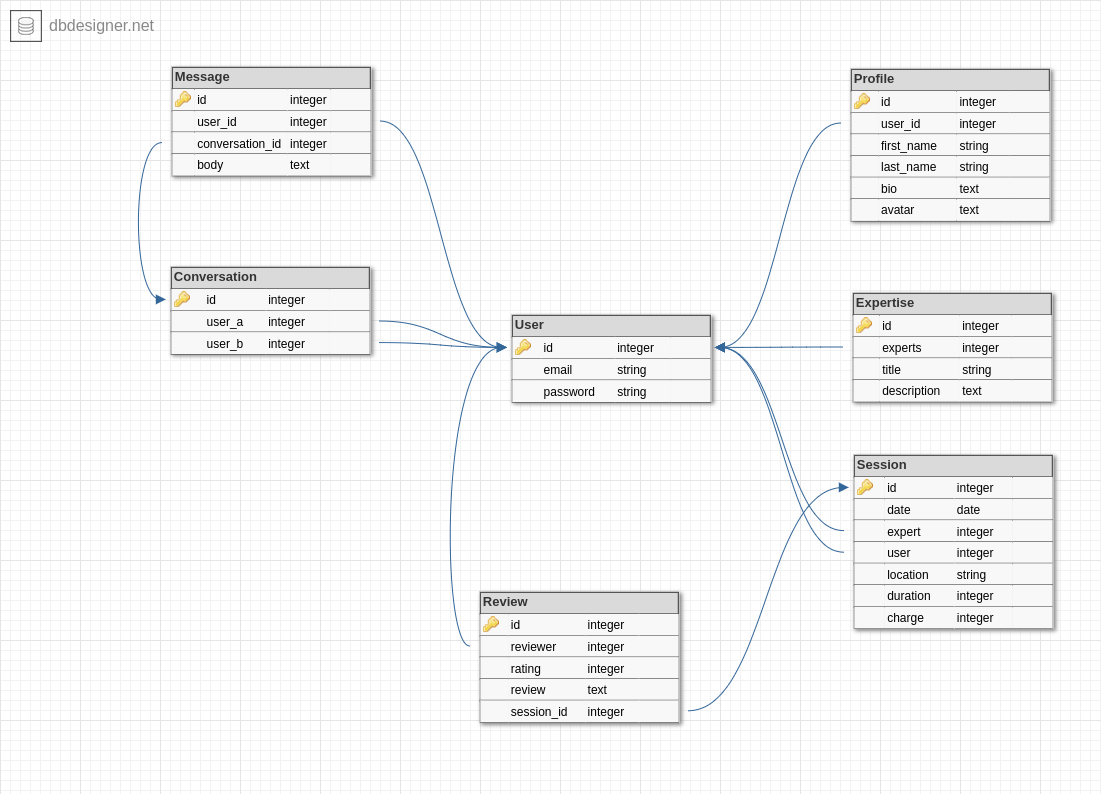 dbdesigner.net
Message
id integer
user_id integer
conversation_id integer
body text
Conversation
id integer
user_a integer
user_b integer
User
id integer
email string
password string
Review
id integer
reviewer integer
rating integer
review text
session_id integer
Profile
id integer
user_id integer
first_name string
last_name string
bio text
avatar text
Expertise
id integer
experts integer
title string
description text
Session
id integer
date date
expert integer
user integer
location string
duration integer
charge integer